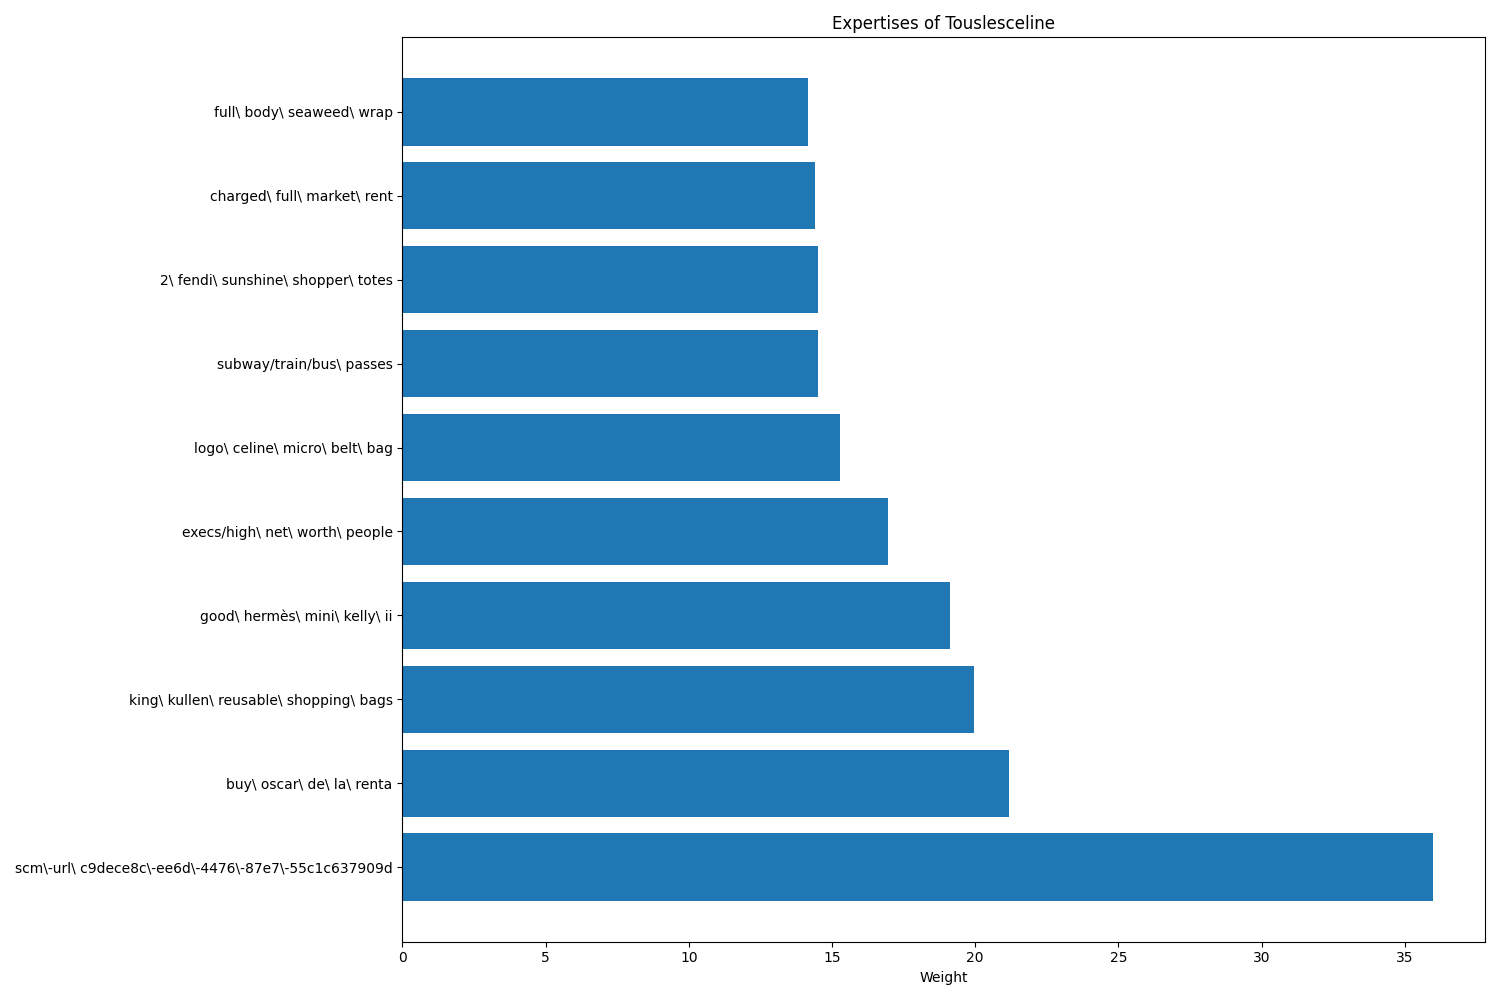 Expertises of Touslesceline
full\ body\ seaweed\ wrap
charged\ full\ market\ rent
2\ fendi\ sunshine\ shopper\ totes
subway/train/bus\ passes
logo\ celine\ micro\ belt\ bag
execs/high\ net\ worth\ people
good\ hermès\ mini\ kelly\ ii
king\ kullen\ reusable\ shopping\ bags
buy\ oscar\ de\ la\ renta
scm\-url\ c9dece8c\-ee6d\-4476\-87e7\-55c1c637909d
0 5 10 15 20 25 30 35
Weight